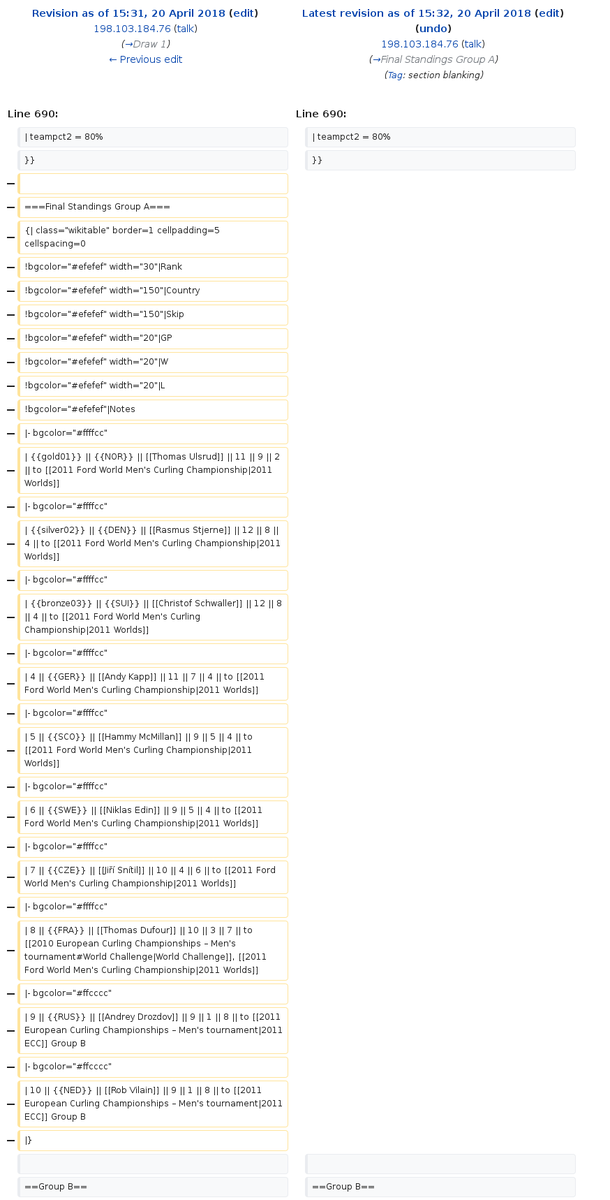 Revision as of 15:31, 20 April 2018 (edit)
198.103.184.76 (talk)
(→Draw 1)
← Previous edit
Latest revision as of 15:32, 20 April 2018 (edit)
(undo)
198.103.184.76 (talk)
(→Final Standings Group A)
(Tag: section blanking)
Line 690:
Line 690:
| teampct2 = 80%
| teampct2 = 80%
}}
}}
−
− ===Final Standings Group A===
− {| class="wikitable" border=1 cellpadding=5
cellspacing=0
− !bgcolor="#efefef" width="30"|Rank
− !bgcolor="#efefef" width="150"|Country
− !bgcolor="#efefef" width="150"|Skip
− !bgcolor="#efefef" width="20"|GP
− !bgcolor="#efefef" width="20"|W
− !bgcolor="#efefef" width="20"|L
− !bgcolor="#efefef"|Notes
− |- bgcolor="#ffffcc"
− | {{gold01}} || {{NOR}} || [[Thomas Ulsrud]] || 11 || 9 || 2
|| to [[2011 Ford World Men's Curling Championship|2011
Worlds]]
− |- bgcolor="#ffffcc"
− | {{silver02}} || {{DEN}} || [[Rasmus Stjerne]] || 12 || 8 ||
4 || to [[2011 Ford World Men's Curling Championship|2011
Worlds]]
− |- bgcolor="#ffffcc"
− | {{bronze03}} || {{SUI}} || [[Christof Schwaller]] || 12 || 8
|| 4 || to [[2011 Ford World Men's Curling
Championship|2011 Worlds]]
− |- bgcolor="#ffffcc"
− | 4 || {{GER}} || [[Andy Kapp]] || 11 || 7 || 4 || to [[2011
Ford World Men's Curling Championship|2011 Worlds]]
− |- bgcolor="#ffffcc"
− | 5 || {{SCO}} || [[Hammy McMillan]] || 9 || 5 || 4 || to
[[2011 Ford World Men's Curling Championship|2011
Worlds]]
− |- bgcolor="#ffffcc"
− | 6 || {{SWE}} || [[Niklas Edin]] || 9 || 5 || 4 || to [[2011
Ford World Men's Curling Championship|2011 Worlds]]
− |- bgcolor="#ffffcc"
− | 7 || {{CZE}} || [[Jiří Snítil]] || 10 || 4 || 6 || to [[2011 Ford
World Men's Curling Championship|2011 Worlds]]
− |- bgcolor="#ffffcc"
− | 8 || {{FRA}} || [[Thomas Dufour]] || 10 || 3 || 7 || to
[[2010 European Curling Championships – Men's
tournament#World Challenge|World Challenge]], [[2011
Ford World Men's Curling Championship|2011 Worlds]]
− |- bgcolor="#ffcccc"
− | 9 || {{RUS}} || [[Andrey Drozdov]] || 9 || 1 || 8 || to [[2011
European Curling Championships – Men's tournament|2011
ECC]] Group B
− |- bgcolor="#ffcccc"
− | 10 || {{NED}} || [[Rob Vilain]] || 9 || 1 || 8 || to [[2011
European Curling Championships – Men's tournament|2011
ECC]] Group B
− |}
==Group B==
==Group B==